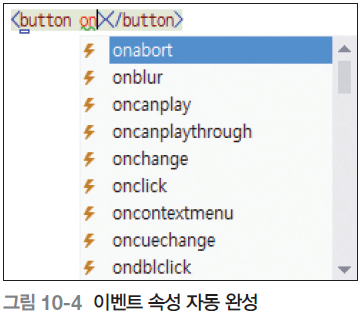 <button on></button>
onabort
onblur
oncanplay
oncanplaythrough
onchange
onclick
oncontextmenu
oncuechange
ondblclick
그림 10-4 이벤트 속성 자동 완성